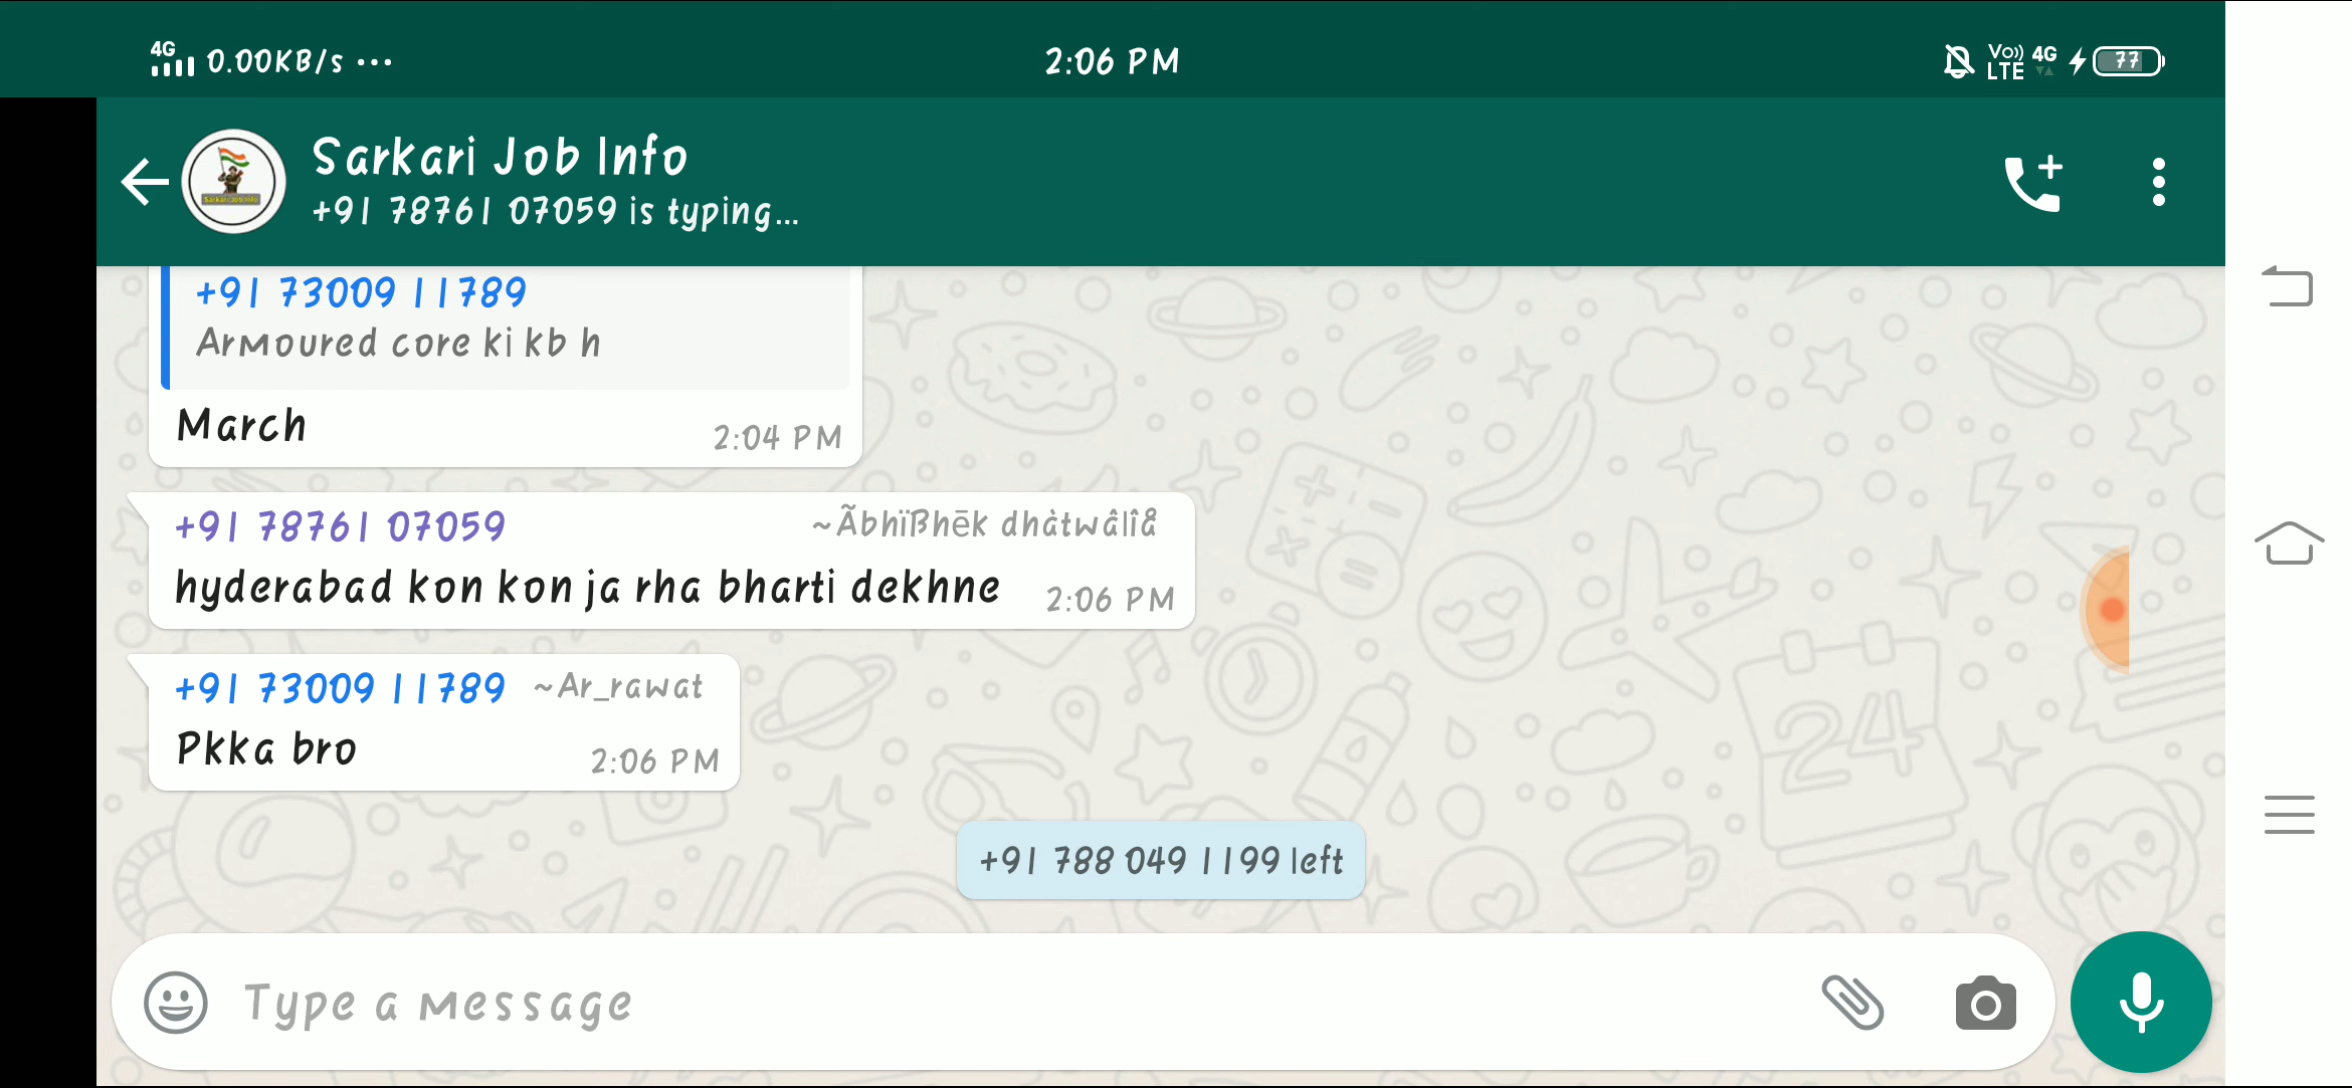 4G 0.00KB/s ... 2:06 PM Vo)) LTE 4G 77
Sarkari Job Info
+91 78761 07059 is typing...
+91 73009 11789
Armoured core ki kb h
March 2:04 PM
+91 78761 07059 ~ÃbhïßhēK dhàtwâlîå
hyderabad kon kon ja rha bharti dekhne 2:06 PM
+91 73009 11789 ~Ar_rawat
Pkka bro 2:06 PM
+91 788 049 1199 left
Type a message